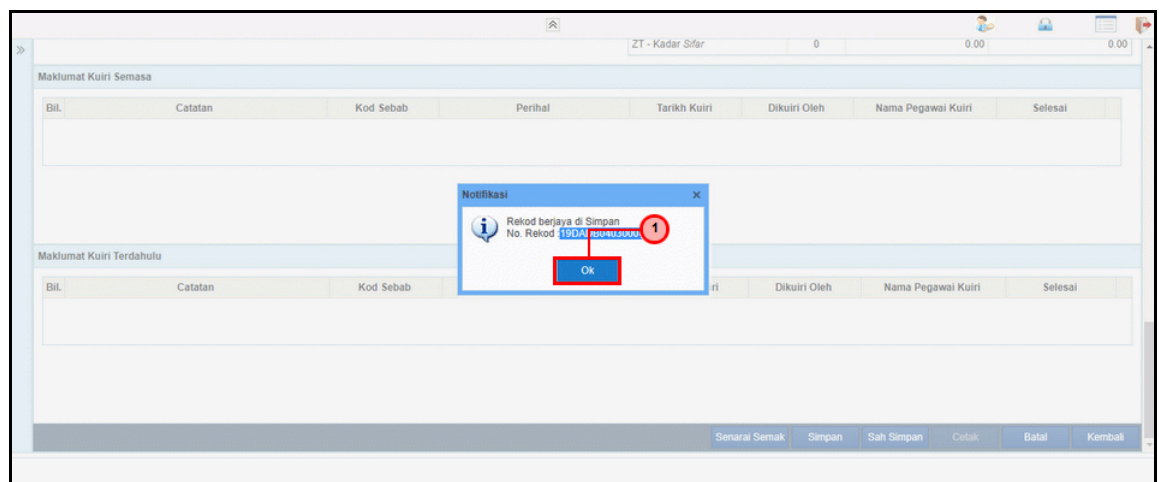 ZT - Kadar Sifar 0 0.00 0.00
Maklumat Kuiri Semasa
Bil. Catatan Kod Sebab Perihal Tarikh Kuiri Dikuiri Oleh Nama Pegawai Kuiri Selesai
Notifikasi
Rekod berjaya di Simpan
No. Rekod :
1
Ok
Maklumat Kuiri Terdahulu
Bil. Catatan Kod Sebab ri Dikuiri Oleh Nama Pegawai Kuiri Selesai
Senarai Semak Simpan Sah Simpan Cetak Batal Kembali